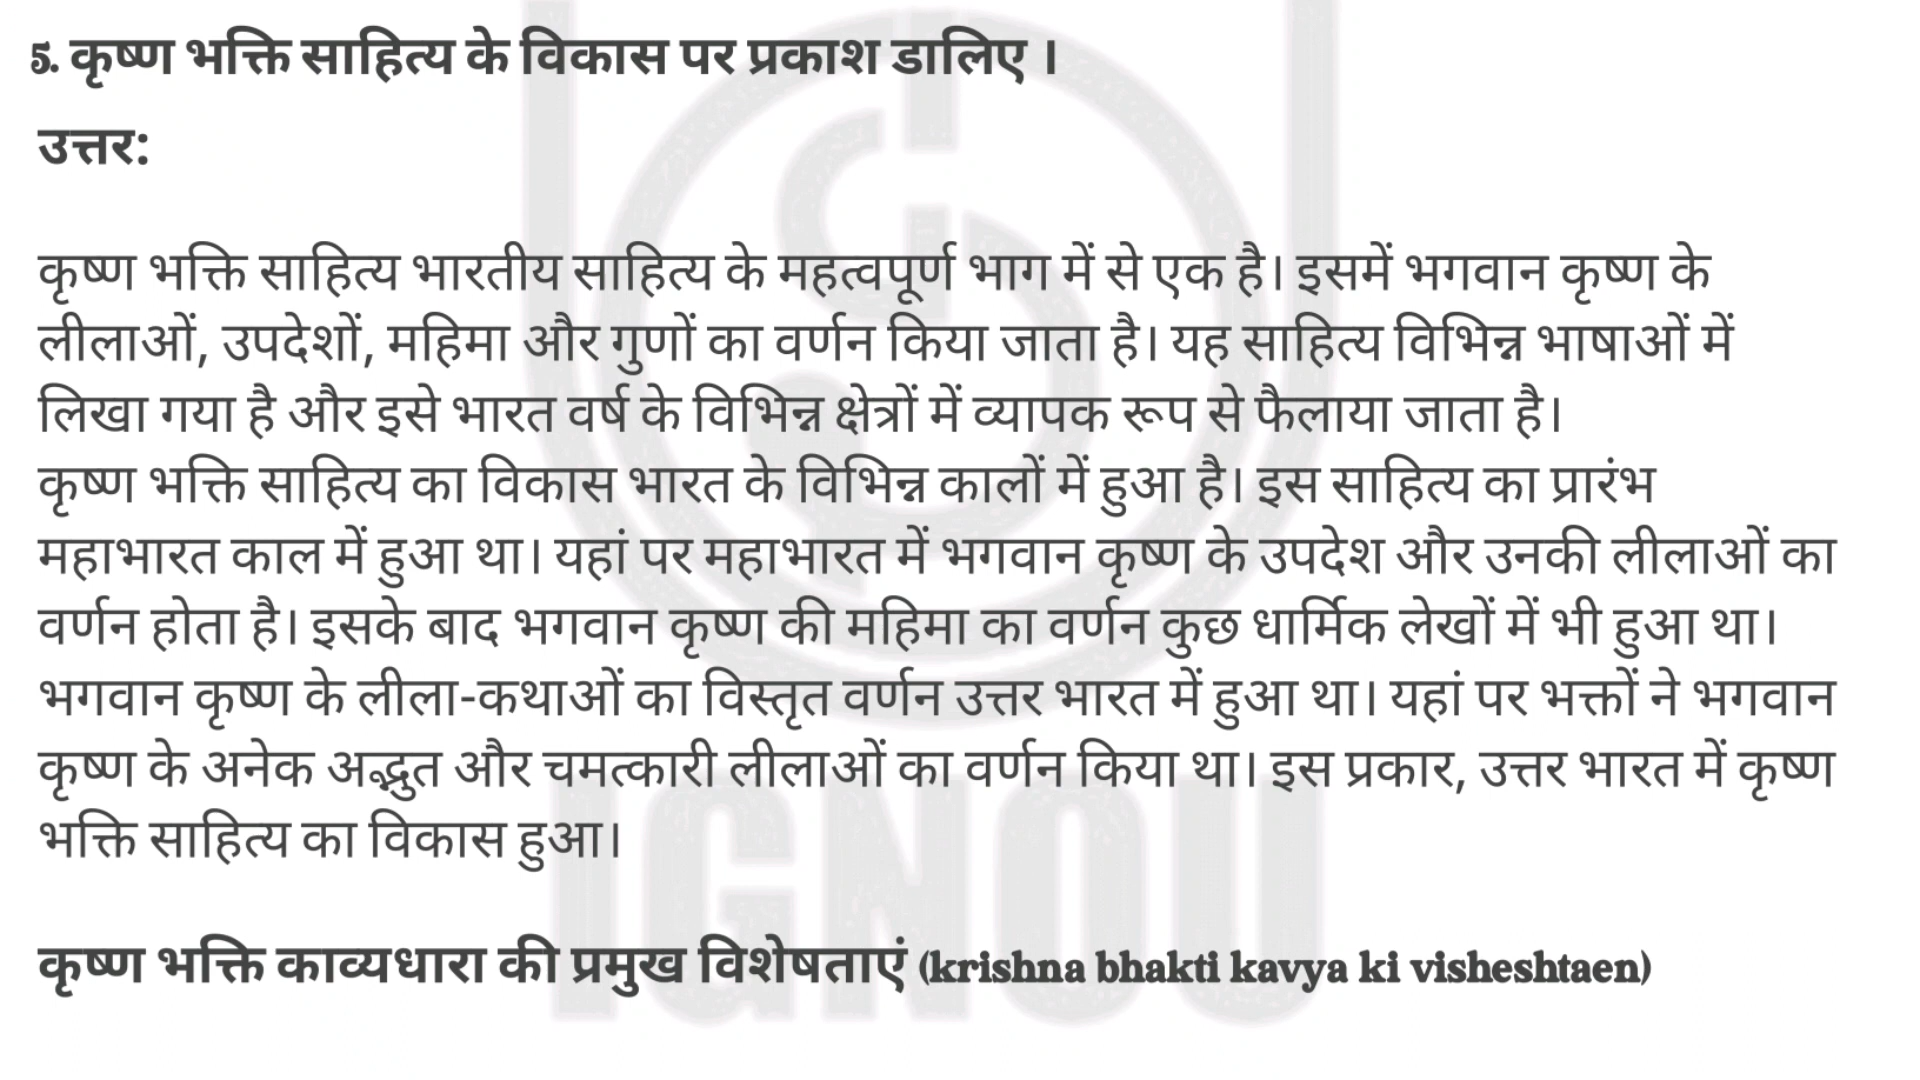 5. कृष्ण भक्ति साहित्य के विकास पर प्रकाश डालिए ।
उत्तर:
कृष्ण भक्ति साहित्य भारतीय साहित्य के महत्वपूर्ण भाग में से एक है। इसमें भगवान कृष्ण के
लीलाओं, उपदेशों, महिमा और गुणों का वर्णन किया जाता है। यह साहित्य विभिन्न भाषाओं में
लिखा गया है और इसे भारत वर्ष के विभिन्न क्षेत्रों में व्यापक रूप से फैलाया जाता है।
कृष्ण भक्ति साहित्य का विकास भारत के विभिन्न कालों में हुआ है। इस साहित्य का प्रारंभ
महाभारत काल में हुआ था। यहां पर महाभारत में भगवान कृष्ण के उपदेश और उनकी लीलाओं का
वर्णन होता है। इसके बाद भगवान कृष्ण की महिमा का वर्णन कुछ धार्मिक लेखों में भी हुआ था।
भगवान कृष्ण के लीला-कथाओं का विस्तृत वर्णन उत्तर भारत में हुआ था। यहां पर भक्तों ने भगवान
कृष्ण के अनेक अद्भुत और चमत्कारी लीलाओं का वर्णन किया था। इस प्रकार, उत्तर भारत में कृष्ण
भक्ति साहित्य का विकास हुआ।
IGNOU
कृष्ण भक्ति काव्यधारा की प्रमुख विशेषताएं (krishna bhakti kavya ki visheshtaen)